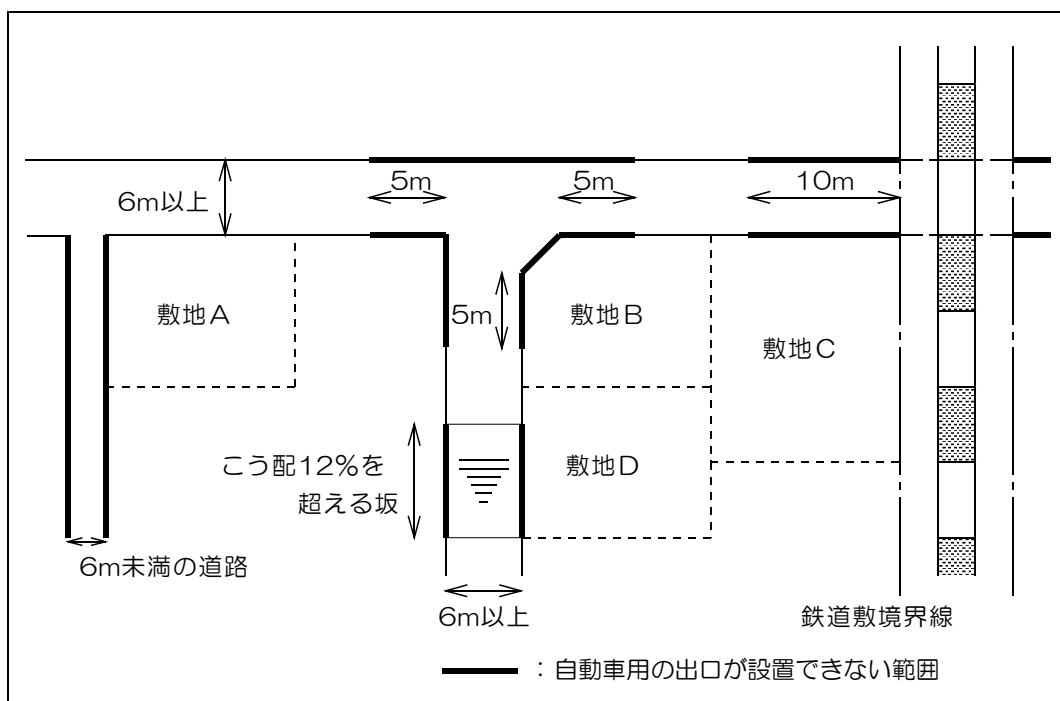 5m
5m
10m
6m以上
敷地A
5m
敷地B
敷地C
こう配12%を
超える坂
敷地D
6m未満の道路
6m以上
鉄道敷境界線
：自動車用の出口が設置できない範囲